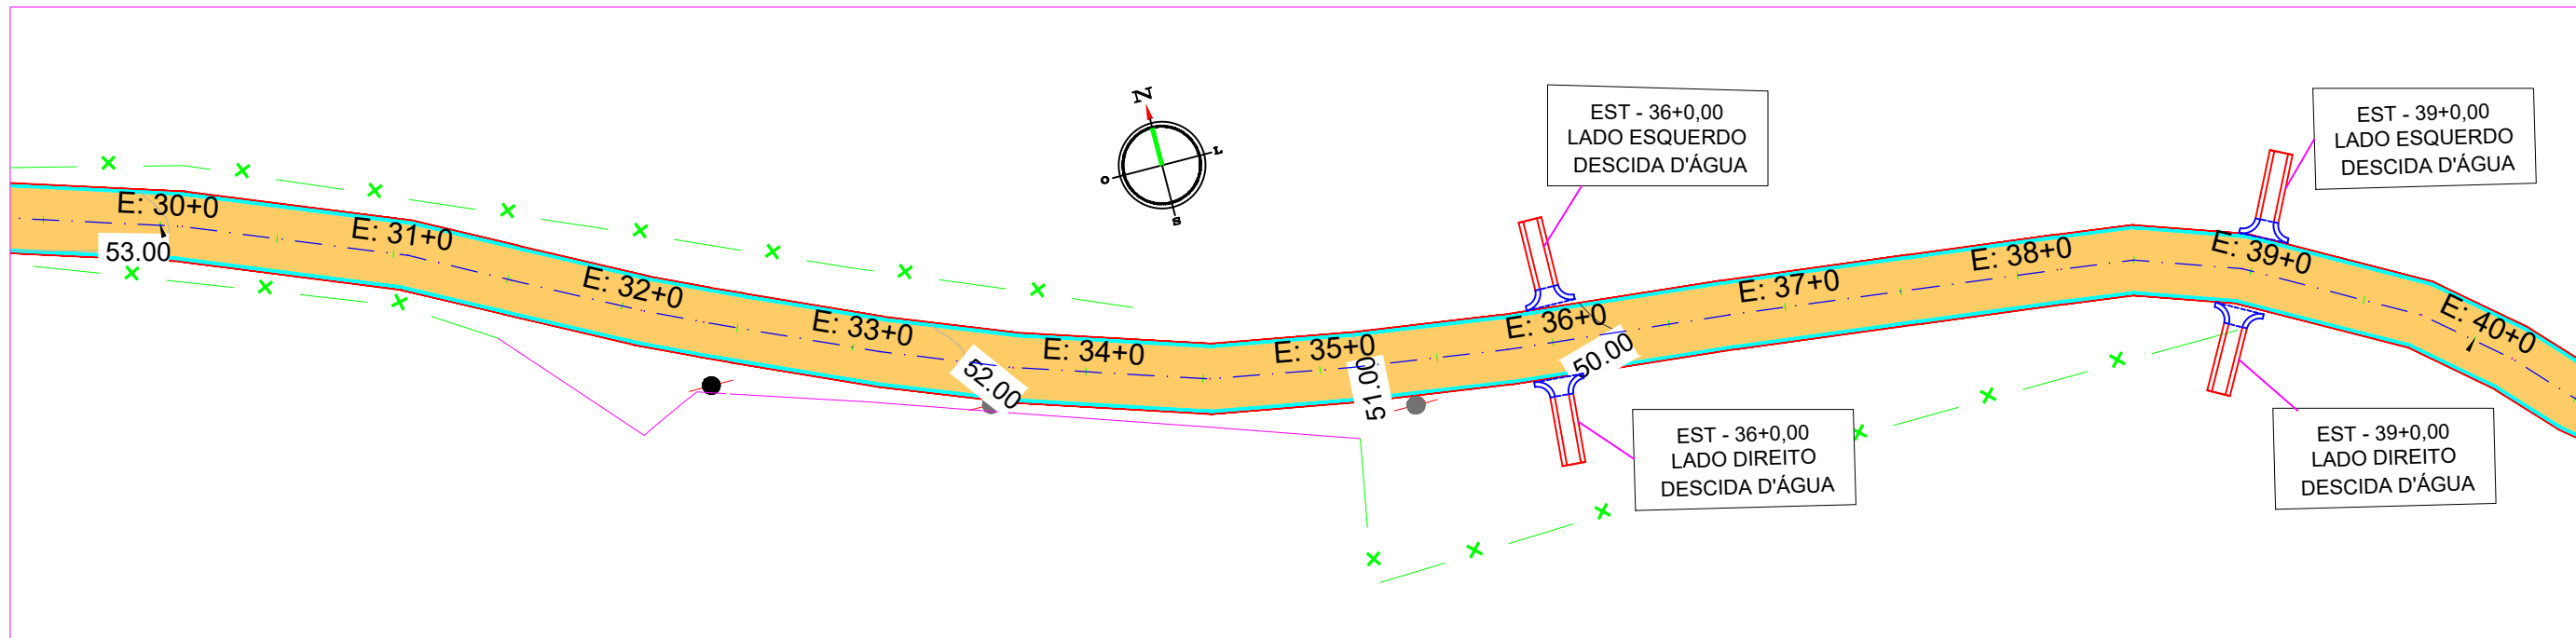 N
L
O
S
EST - 36+0,00
LADO ESQUERDO
DESCIDA D'ÁGUA
EST - 39+0,00
LADO ESQUERDO
DESCIDA D'ÁGUA
E: 30+0
E: 31+0
E: 32+0
E: 33+0
E: 34+0
E: 35+0
E: 36+0
E: 37+0
E: 38+0
E: 39+0
E: 40+0
53.00
52.00
51.00
50.00
EST - 36+0,00
LADO DIREITO
DESCIDA D'ÁGUA
EST - 39+0,00
LADO DIREITO
DESCIDA D'ÁGUA